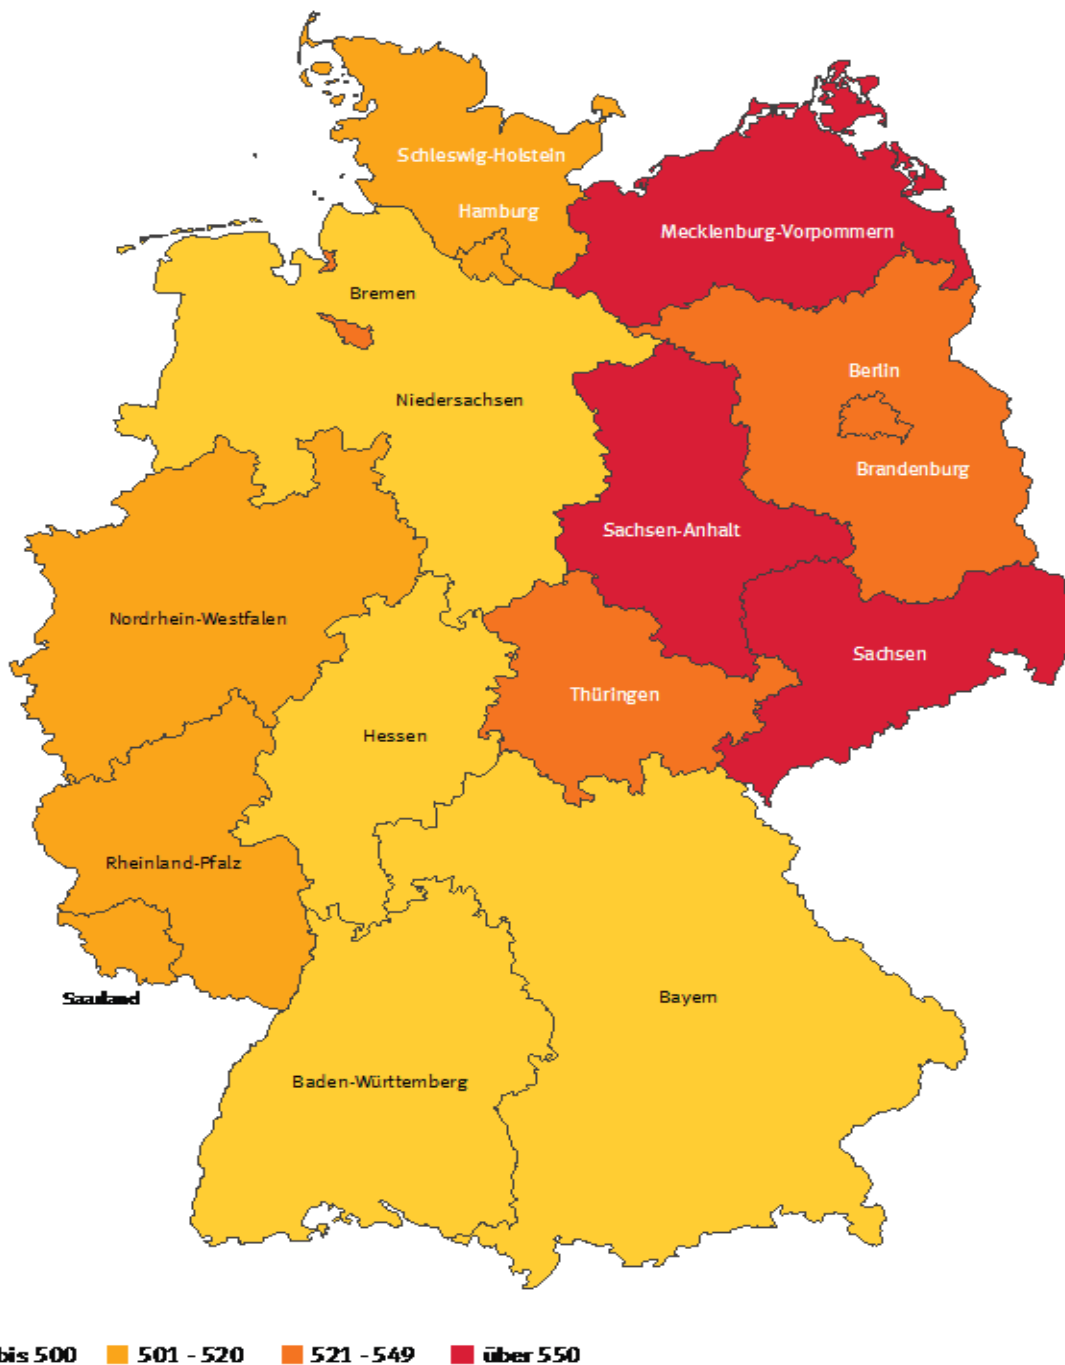 Schleswig-Holstein
Hamburg
Mecklenburg-Vorpommern
Bremen
Berlin
Niedersachsen
Brandenburg
Sachsen-Anhalt
Nordrhein-Westfalen
Sachsen
Thüringen
Hessen
Rheinland-Pfalz
Saarland
Bayern
Baden-Württemberg
bis 500 501 - 520 521 - 549 über 550